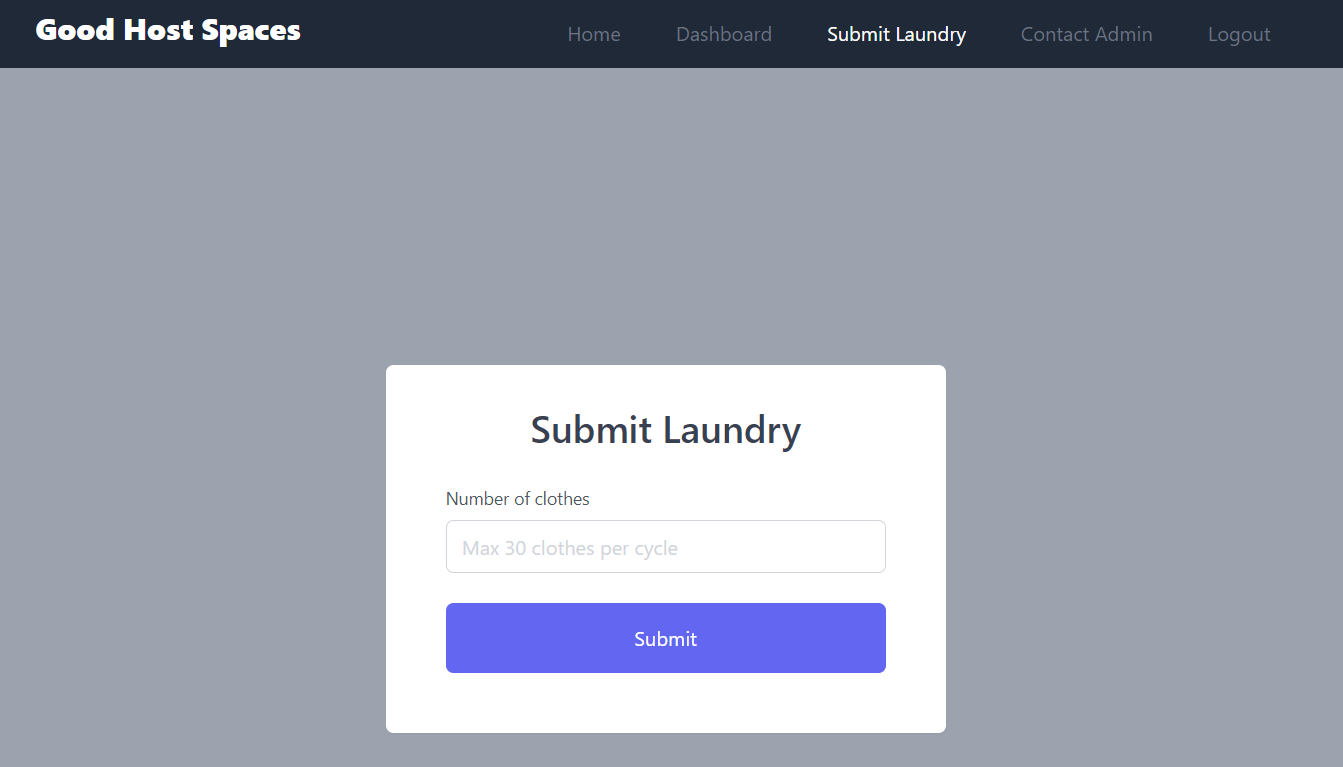 Good Host Spaces
Home Dashboard Submit Laundry Contact Admin Logout
Submit Laundry
Number of clothes
Max 30 clothes per cycle
Submit